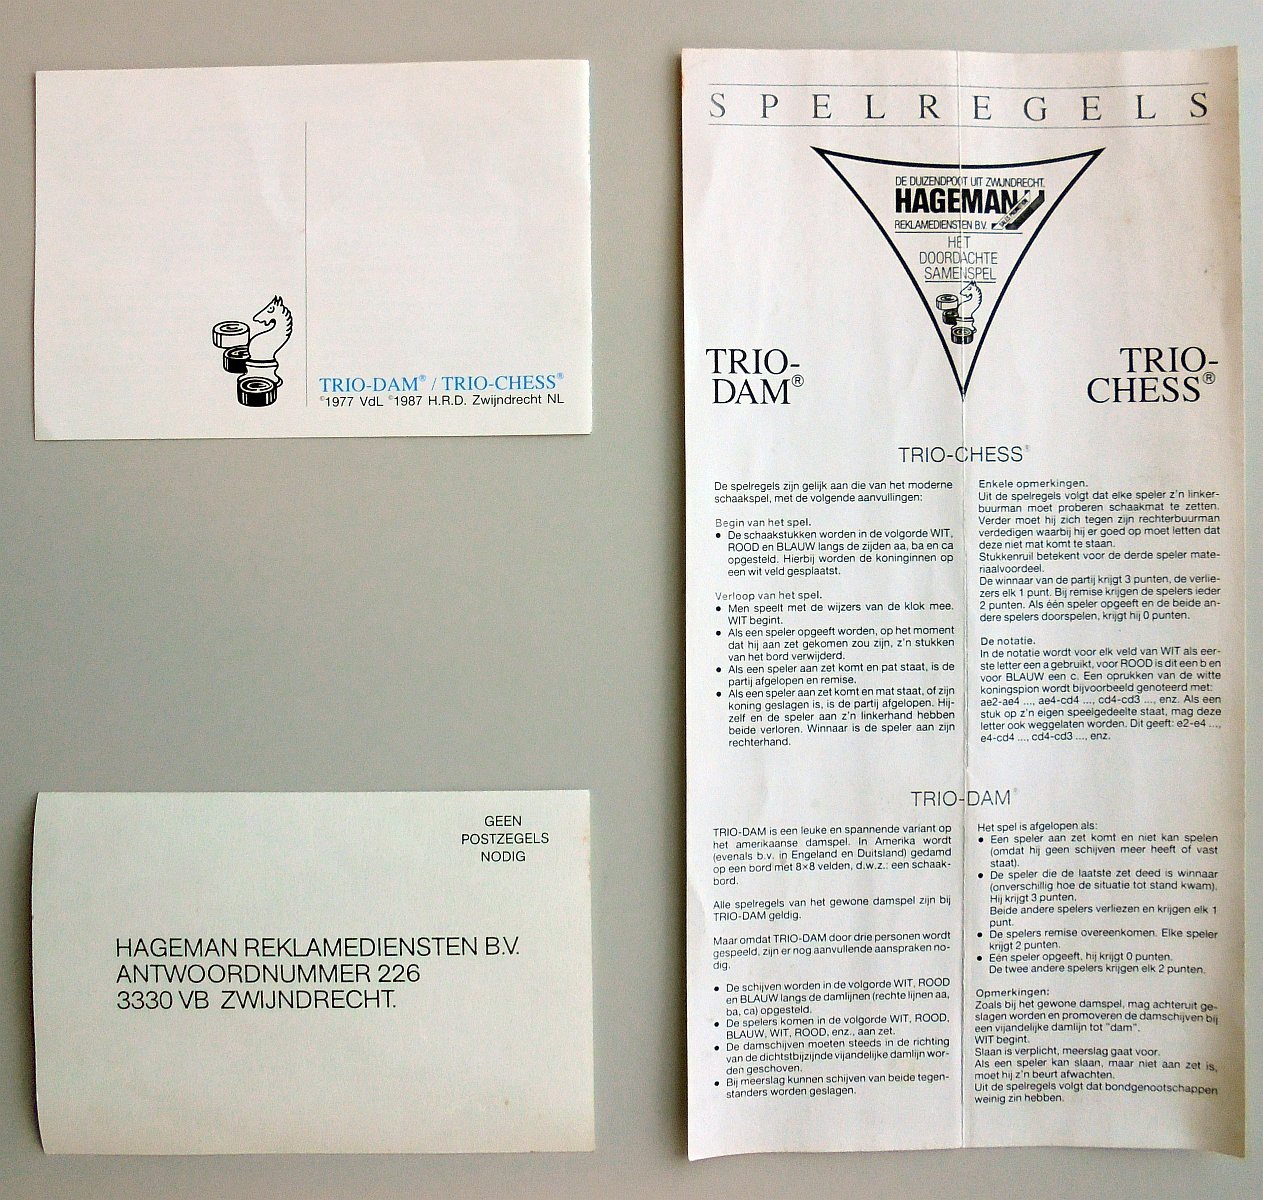 TRIO-DAM® / TRIO-CHESS®
©1977 VdL ©1987 H.R.D. Zwijndrecht NL
GEEN
POSTZEGELS
NODIG
HAGEMAN REKLAMEDIENSTEN B.V.
ANTWOORDNUMMER 226
3330 VB ZWIJNDRECHT.
SPELREGELS
DE DUIZENDPOOT UIT ZWIJNDRECHT.
HAGEMAN
REKLAMEDIENSTEN B.V.
HET
DOORDACHTE
SAMENSPEL
TRIO-
DAM®
TRIO-
CHESS®
TRIO-CHESS®
De spelregels zijn gelijk aan die van het moderne
schaakspel, met de volgende aanvullingen:
Begin van het spel.
• De schaakstukken worden in de volgorde WIT,
ROOD en BLAUW langs de zijden aa, ba en ca
opgesteld. Hierbij worden de koninginnen op
een wit veld gesplaatst.
Verloop van het spel.
• Men speelt met de wijzers van de klok mee.
WIT begint.
• Als een speler opgeeft worden, op het moment
dat hij aan zet gekomen zou zijn, z'n stukken
van het bord verwijderd.
• Als een speler aan zet komt en pat staat, is de
partij afgelopen en remise.
• Als een speler aan zet komt en mat staat, of zijn
koning geslagen is, is de partij afgelopen. Hij-
zelf en de speler aan z'n linkerhand hebben
beide verloren. Winnaar is de speler aan zijn
rechterhand.
Enkele opmerkingen.
Uit de spelregels volgt dat elke speler z'n linker-
buurman moet proberen schaakmat te zetten.
Verder moet hij zich tegen zijn rechterbuurman
verdedigen waarbij hij er goed op moet letten dat
deze niet mat komt te staan.
Stukkenruil betekent voor de derde speler mate-
riaalvoordeel.
De winnaar van de partij krijgt 3 punten, de verlie-
zers elk 1 punt. Bij remise krijgen de spelers ieder
2 punten. Als één speler opgeeft en de beide an-
dere spelers doorspelen, krijgt hij 0 punten.
De notatie.
In de notatie wordt voor elk veld van WIT als eer-
ste letter een a gebruikt, voor ROOD is dit een b en
voor BLAUW een c. Een oprukken van de witte
koningspion wordt bijvoorbeeld genoteerd met:
ae2-ae4 ..., ae4-cd4 ..., cd4-cd3 ..., enz. Als een
stuk op z'n eigen speelgedeelte staat, mag deze
letter ook weggelaten worden. Dit geeft: e2-e4 ...,
e4-cd4 ..., cd4-cd3 ..., enz.
TRIO-DAM®
TRIO-DAM is een leuke en spannende variant op
het amerikaanse damspel. In Amerika wordt
(evenals b.v. in Engeland en Duitsland) gedamd
op een bord met 8×8 velden, d.w.z.: een schaak-
bord.
Alle spelregels van het gewone damspel zijn bij
TRIO-DAM geldig.
Maar omdat TRIO-DAM door drie personen wordt
gespeeld, zijn er nog aanvullende aanspraken no-
dig.
• De schijven worden in de volgorde WIT, ROOD
en BLAUW langs de damlijnen (rechte lijnen aa,
ba, ca) opgesteld.
• De spelers komen in de volgorde WIT, ROOD,
BLAUW, WIT, ROOD, enz., aan zet.
• De damschijven moeten steeds in de richting
van de dichtstbijzijnde vijandelijke damlijn wor-
den geschoven.
• Bij meerslag kunnen schijven van beide tegen-
standers worden geslagen.
Het spel is afgelopen als:
• Een speler aan zet komt en niet kan spelen
(omdat hij geen schijven meer heeft of vast
staat).
• De speler die de laatste zet deed is winnaar
(onverschillig hoe de situatie tot stand kwam).
Hij krijgt 3 punten.
Beide andere spelers verliezen en krijgen elk 1
punt.
• De spelers remise overeenkomen. Elke speler
krijgt 2 punten.
• Eén speler opgeeft, hij krijgt 0 punten.
De twee andere spelers krijgen elk 2 punten.
Opmerkingen:
Zoals bij het gewone damspel, mag achteruit ge-
slagen worden en promoveren de damschijven bij
een vijandelijke damlijn tot "dam".
WIT begint.
Slaan is verplicht, meerslag gaat voor.
Als een speler kan slaan, maar niet aan zet is,
moet hij z'n beurt afwachten.
Uit de spelregels volgt dat bondgenootschappen
weinig zin hebben.